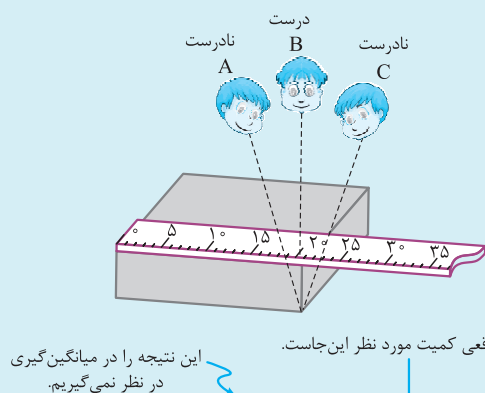 نادرست
A
درست
B
نادرست
C
۰ ۵ ۱۰ ۱۵ ۲۰ ۲۵ ۳۰ ۳۵
کمیت مورد نظر این‌جاست.
این نتیجه را در میانگین‌گیری
در نظر نمی‌گیریم.